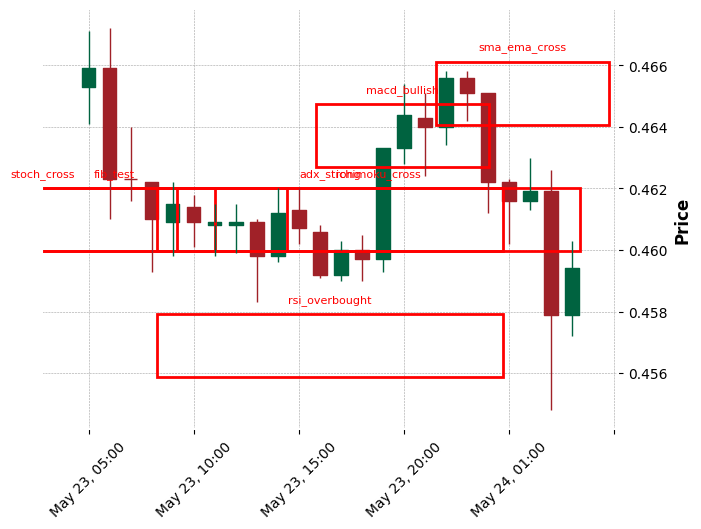 sma_ema_cross
macd_bullish
stoch_cross
adx_strong
rsi_overbought
0.466
0.464
0.462
0.460
0.458
0.456
Price
May 23, 05:00
May 23, 10:00
May 23, 15:00
May 23, 20:00
May 24, 01:00